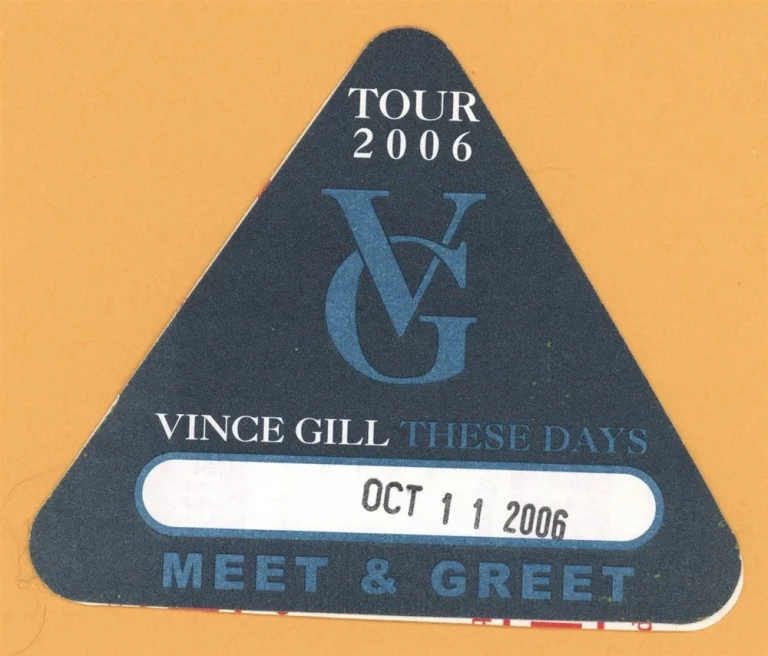 TOUR
2006
VG
VINCE GILL THESE DAYS
OCT 11 2006
MEET & GREET